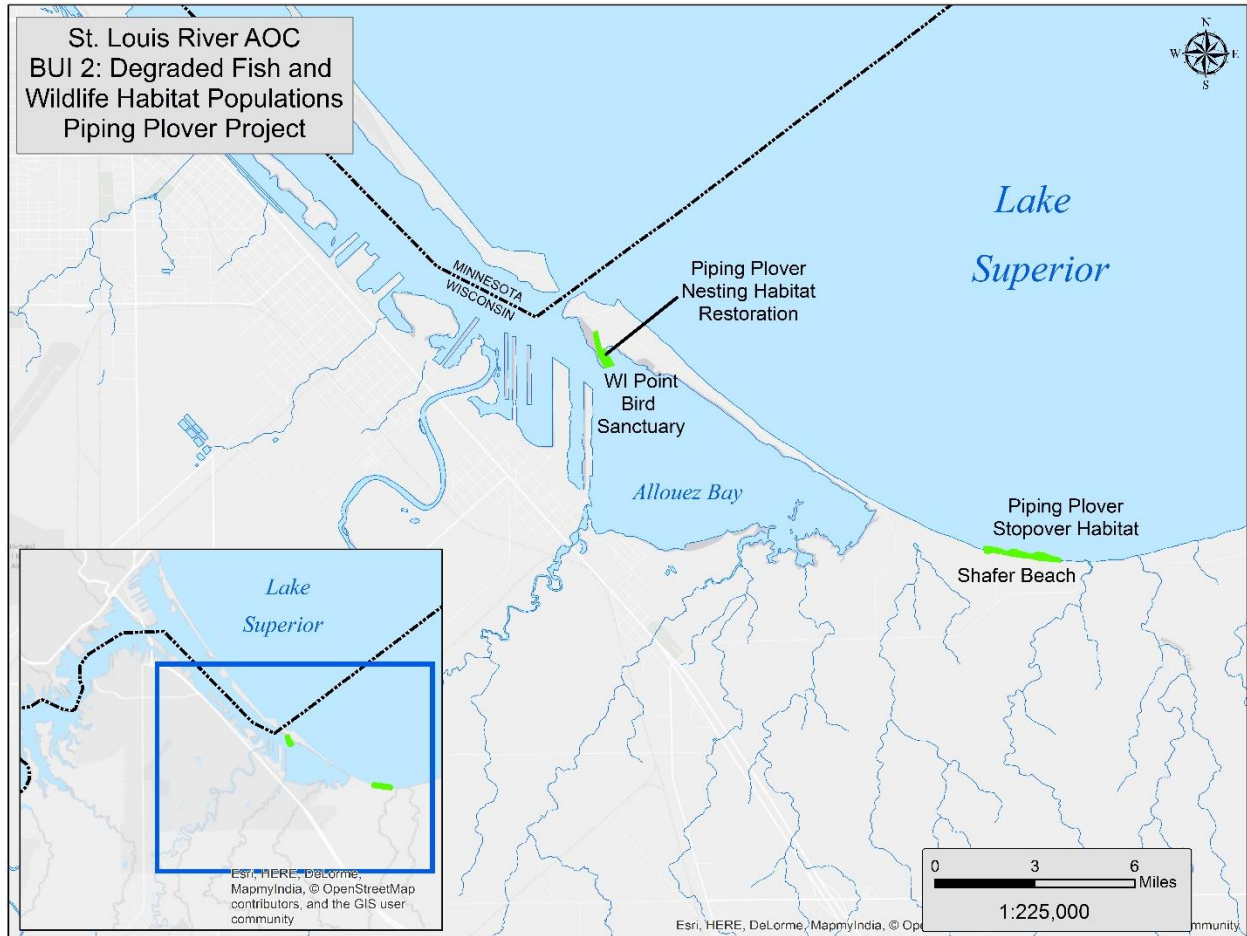 St. Louis River AOC
BUI 2: Degraded Fish and
Wildlife Habitat Populations
Piping Plover Project
N
W
E
S
Lake
Superior
MINNESOTA
WISCONSIN
Piping Plover
Nesting Habitat
Restoration
WI Point
Bird
Sanctuary
Allouez Bay
Piping Plover
Stopover Habitat
Shafer Beach
Lake
Superior
Esri, HERE, DeLorme,
MapmyIndia, © OpenStreetMap
contributors, and the GIS user
community
0 3 6
Miles
1:225,000
Esri, HERE, DeLorme, MapmyIndia, ©